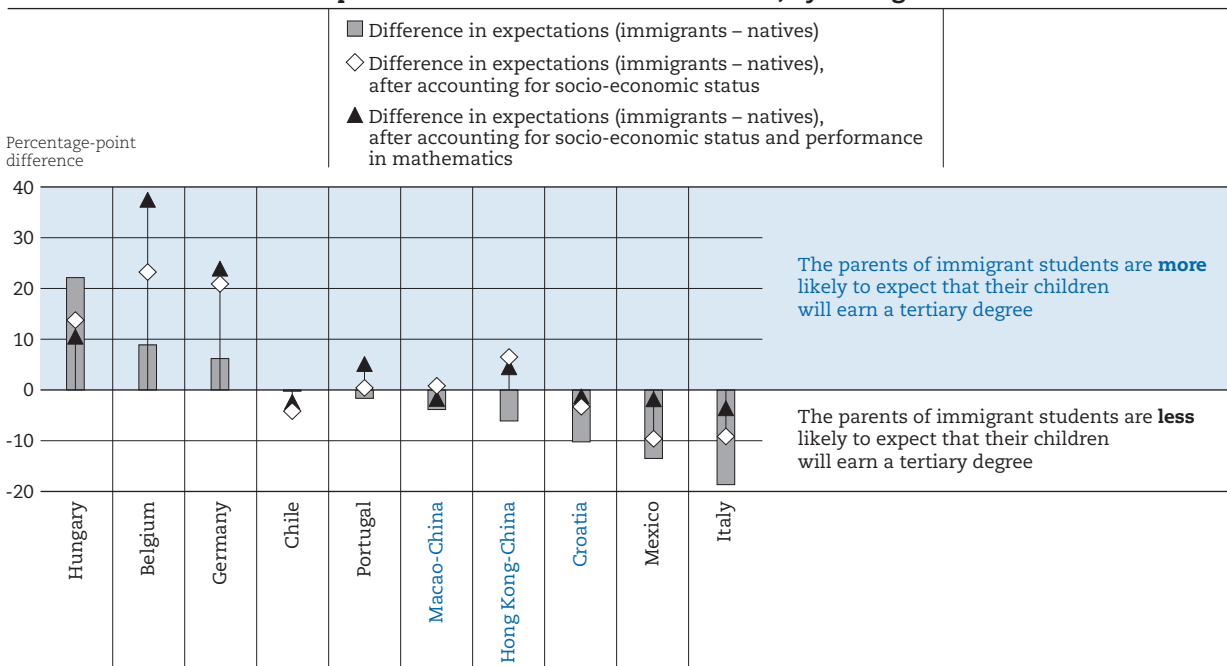 Difference in expectations (immigrants – natives)
Difference in expectations (immigrants – natives),
after accounting for socio-economic status
Difference in expectations (immigrants – natives),
after accounting for socio-economic status and performance
in mathematics
Percentage-point
difference
40
30
20
10
0
-10
-20
The parents of immigrant students are more
likely to expect that their children
will earn a tertiary degree
The parents of immigrant students are less
likely to expect that their children
will earn a tertiary degree
Hungary
Belgium
Germany
Chile
Portugal
Macao-China
Hong Kong-China
Croatia
Mexico
Italy